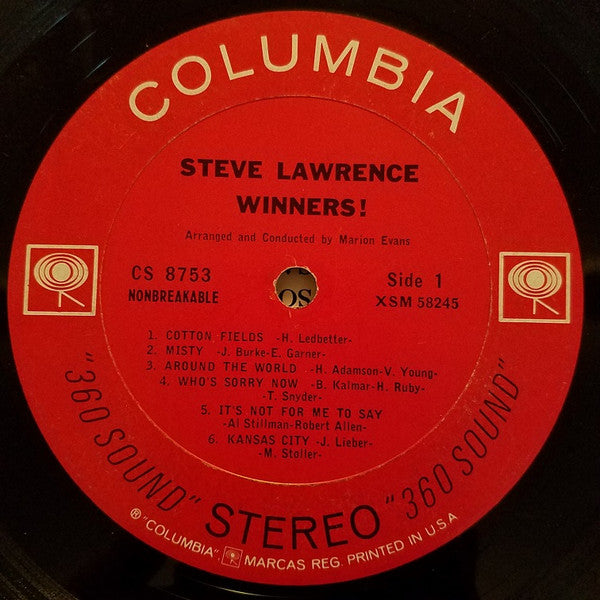 COLUMBIA
STEVE LAWRENCE
WINNERS!
Arranged and Conducted by Marion Evans
CS 8753
NONBREAKABLE
Side 1
XSM 58245
OS
1. COTTON FIELDS -H. Ledbetter-
2. MISTY -J. Burke-E. Garner-
3. AROUND THE WORLD -H. Adamson-V. Young-
4. WHO'S SORRY NOW -B. Kalmar-H. Ruby-
T. Snyder-
5. IT'S NOT FOR ME TO SAY
-Al Stillman-Robert Allen-
6. KANSAS CITY -J. Lieber-
M. Stoller-
"360 SOUND" STEREO "360 SOUND"
® "COLUMBIA", MARCAS REG. PRINTED IN U.S.A.